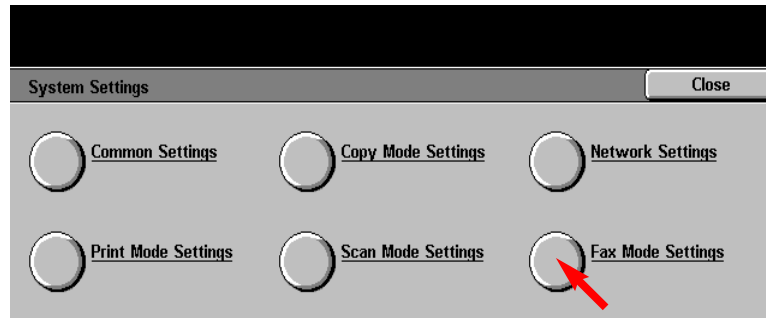 System Settings Close
Common Settings Copy Mode Settings Network Settings
Print Mode Settings Scan Mode Settings Fax Mode Settings